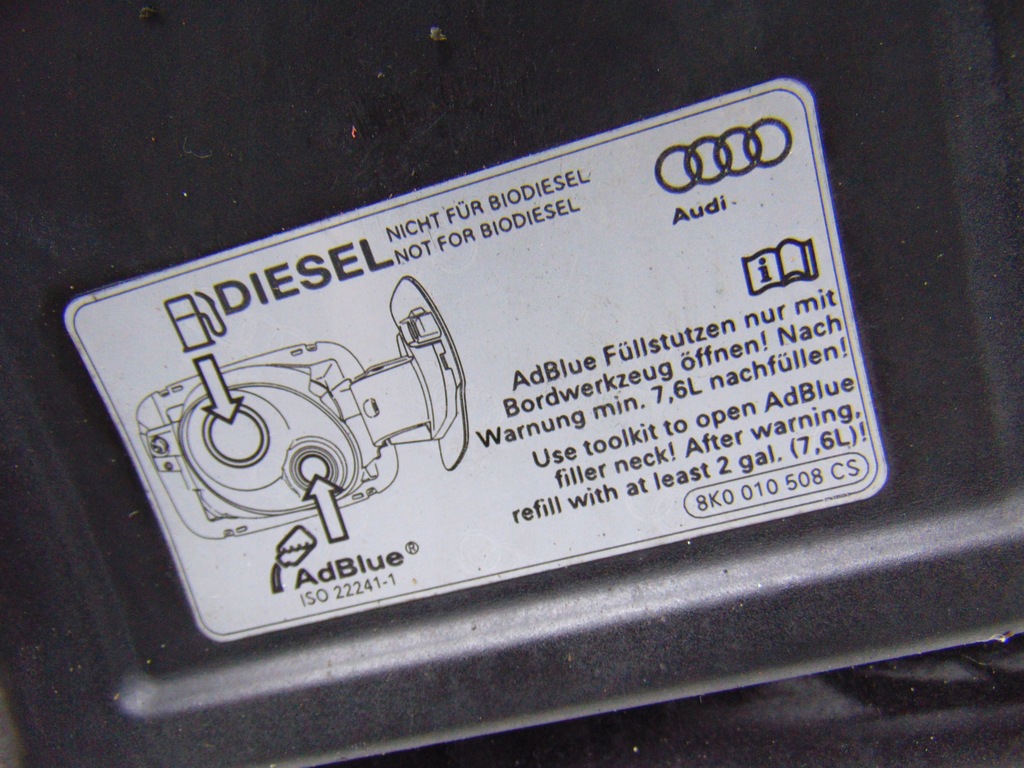 DIESEL
NICHT FÜR BIODIESEL
NOT FOR BIODIESEL
Audi
i
AdBlue Füllstutzen nur mit
Bordwerkzeug öffnen! Nach
Warnung min. 7,6L nachfüllen!
Use toolkit to open AdBlue
filler neck! After warning,
refill with at least 2 gal. (7,6L)!
8K0 010 508 CS
AdBlue®
ISO 22241-1